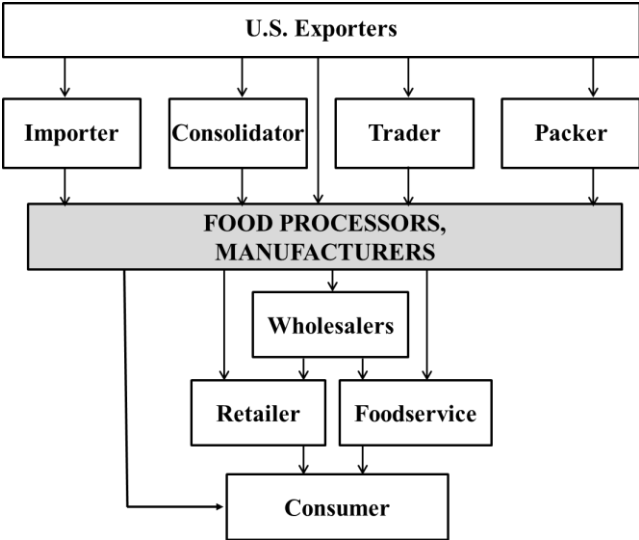 U.S. Exporters
Importer
Consolidator
Trader
Packer
FOOD PROCESSORS,
MANUFACTURERS
Wholesalers
Retailer
Foodservice
Consumer